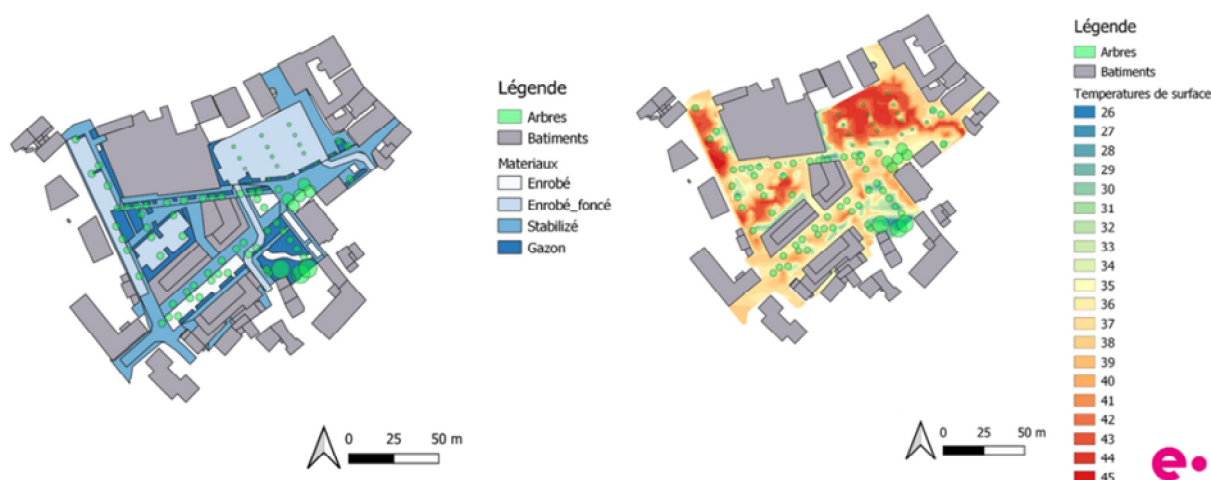 Légende
Arbres
Batiments
Materiaux
Enrobé
Enrobé_foncé
Stabilizé
Gazon
0 25 50 m
Légende
Arbres
Batiments
Temperatures de surface
26
27
28
29
30
31
32
33
34
35
36
37
38
39
40
41
42
43
44
45
0 25 50 m
e.